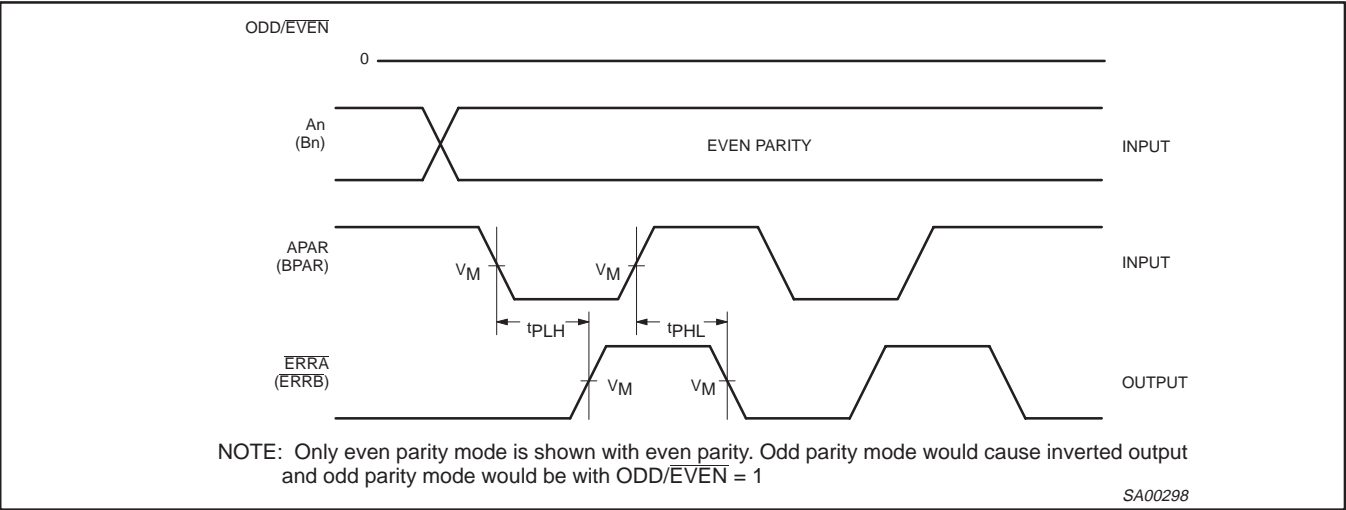 ODD/EVEN
0
An
(Bn)
EVEN PARITY
INPUT
APAR
(BPAR)
VM
VM
INPUT
tPLH
tPHL
ERRA
(ERRB)
VM
VM
OUTPUT
NOTE: Only even parity mode is shown with even parity. Odd parity mode would cause inverted output
and odd parity mode would be with ODD/EVEN = 1
SA00298